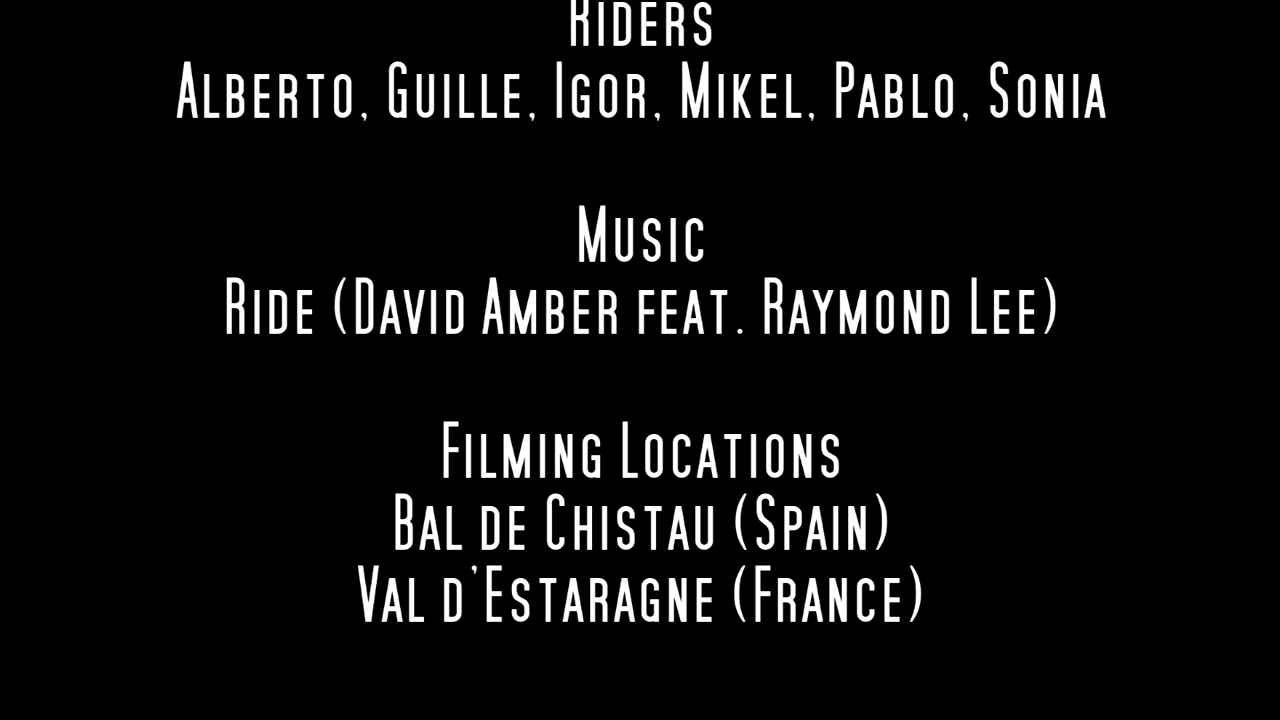 Riders
Alberto, Guille, Igor, Mikel, Pablo, Sonia
Music
Ride (David Amber feat. Raymond Lee)
Filming Locations
Bal de Chistau (Spain)
Val d'Estaragne (France)